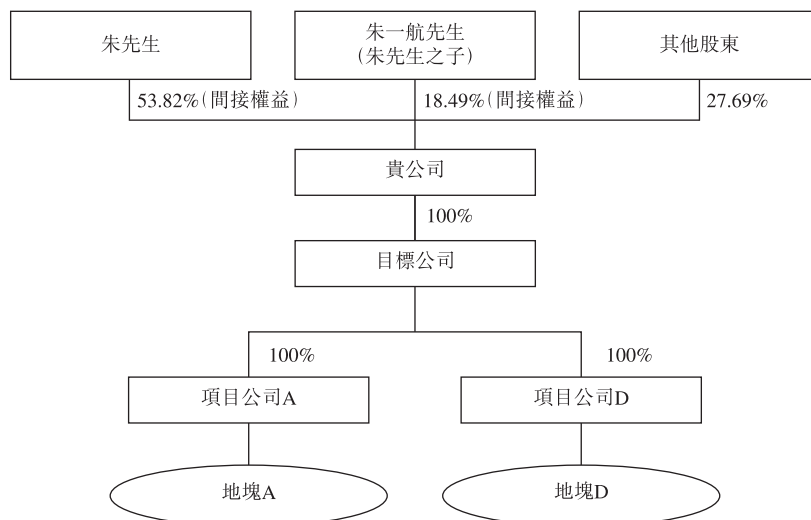 朱先生
朱一航先生
(朱先生之子)
其他股東
53.82%(間接權益)
18.49%(間接權益)
27.69%
貴公司
100%
目標公司
100%
100%
項目公司A
項目公司D
地塊A
地塊D